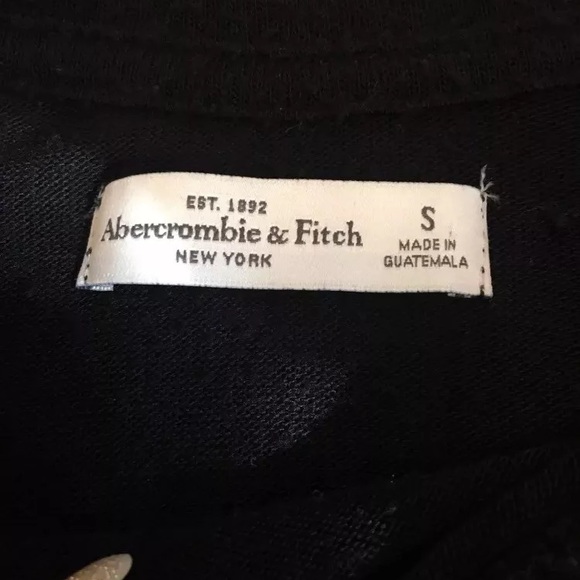 EST. 1892
Abercrombie & Fitch
NEW YORK
S
MADE IN
GUATEMALA